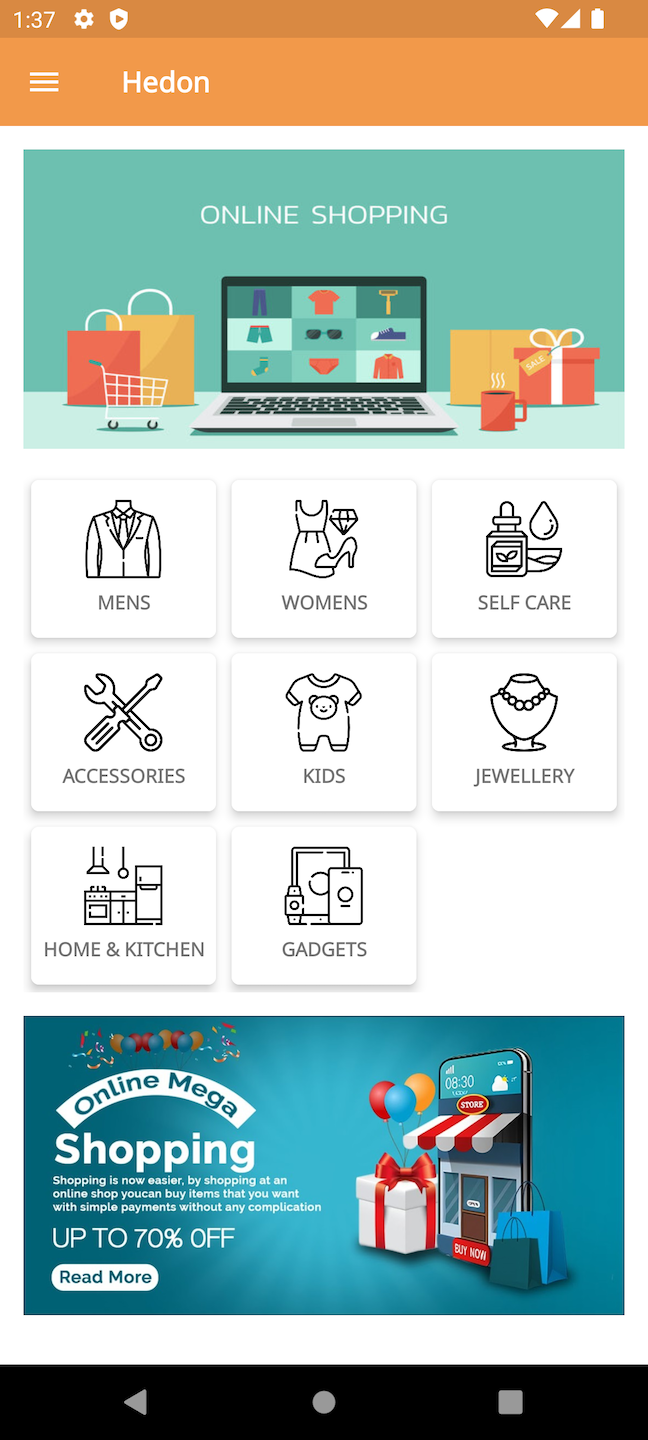 1:37
Hedon
ONLINE SHOPPING
SALE
MENS
WOMENS
SELF CARE
ACCESSORIES
KIDS
JEWELLERY
HOME & KITCHEN
GADGETS
Online Mega
Shopping
Shopping is now easier, by shopping at an
online shop youcan buy items that you want
with simple payments without any complication
UP TO 70% OFF
Read More
08:30
STORE
OPEN
BUY NOW